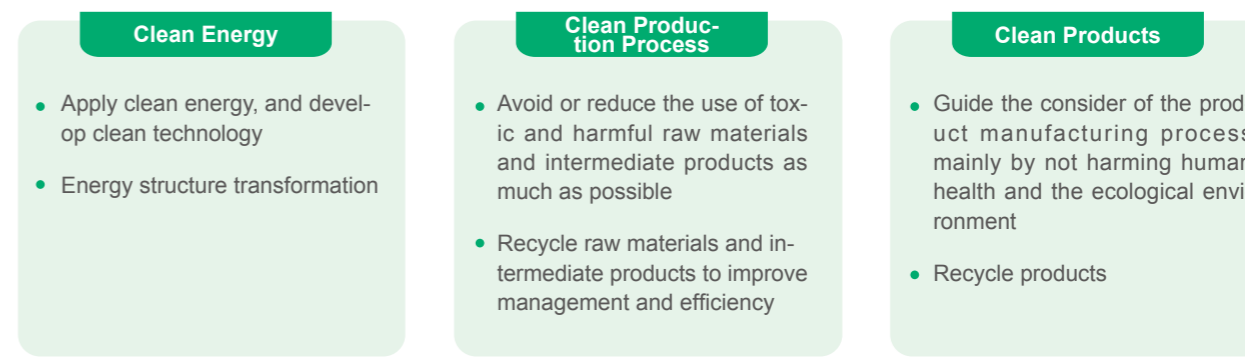 Clean Energy
Apply clean energy, and devel-
op clean technology
Energy structure transformation
Clean Produc-
tion Process
Avoid or reduce the use of tox-
ic and harmful raw materials
and intermediate products as
much as possible
Recycle raw materials and in-
termediate products to improve
management and efficiency
Clean Products
Guide the consider of the prod
uct manufacturing process
mainly by not harming human
health and the ecological envi
ronment
Recycle products